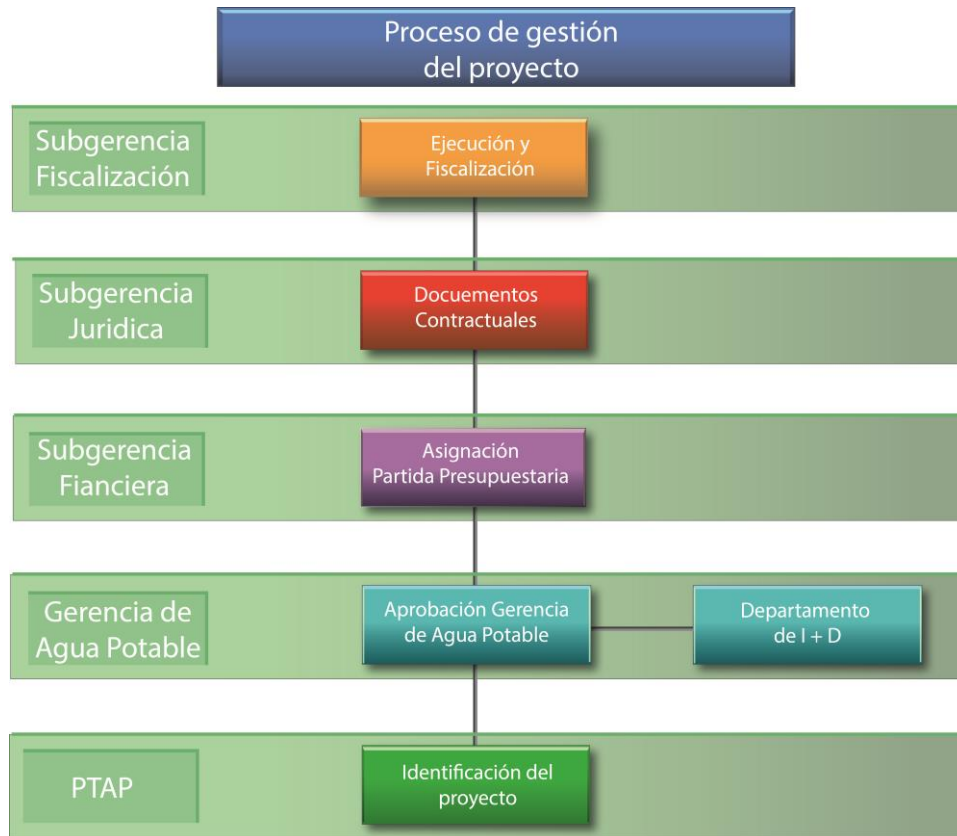 Proceso de gestión
del proyecto
Subgerencia
Fiscalización
Ejecución y
Fiscalización
Subgerencia
Juridica
Docuementos
Contractuales
Subgerencia
Fianciera
Asignación
Partida Presupuestaria
Gerencia de
Agua Potable
Aprobación Gerencia
de Agua Potable
Departamento
de I + D
PTAP
Identificación del
proyecto